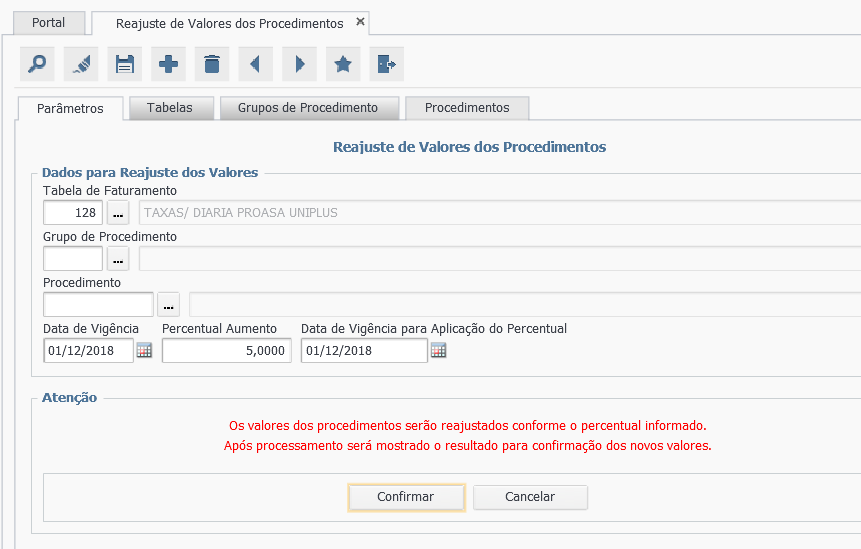 Portal
Reajuste de Valores dos Procedimentos ×
Parâmetros Tabelas Grupos de Procedimento Procedimentos
Reajuste de Valores dos Procedimentos
Dados para Reajuste dos Valores
Tabela de Faturamento
128 ... TAXAS/ DIARIA PROASA UNIPLUS
Grupo de Procedimento
...
Procedimento
...
Data de Vigência Percentual Aumento Data de Vigência para Aplicação do Percentual
01/12/2018 5,0000 01/12/2018
Atenção
Os valores dos procedimentos serão reajustados conforme o percentual informado.
Após processamento será mostrado o resultado para confirmação dos novos valores.
Confirmar Cancelar